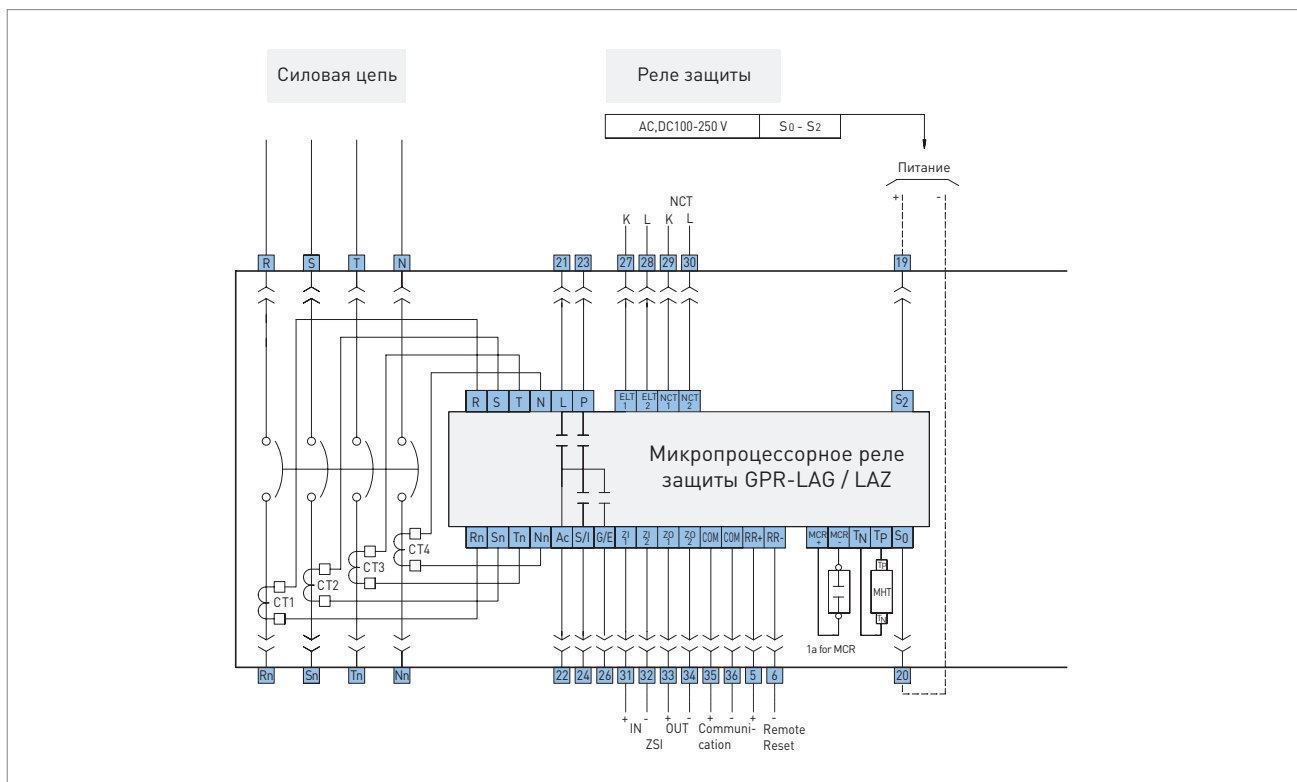 Силовая цепь
Реле защиты
AC,DC100-250 V S0 - S2
Питание
+ -
NCT
K L K L
R S T N 21 23 27 28 29 30 19
R S T N L P ELT 1 ELT 2 NCT 1 NCT 2 S2
Микропроцессорное реле
защиты GPR-LAG / LAZ
Rn Sn Tn Nn Ac S/I G/E ZI 1 ZI 2 ZO 1 ZO 2 COM COM RR+ RR- MCR + MCR - TN TP S0
CT4
CT3
CT2
CT1
TP
MHT
TN
1a for MCR
Rn Sn Tn Nn 22 24 26 31 32 33 34 35 36 5 6 20
+ IN - + OUT - + - + -
ZSI
Communi-
cation
Remote
Reset